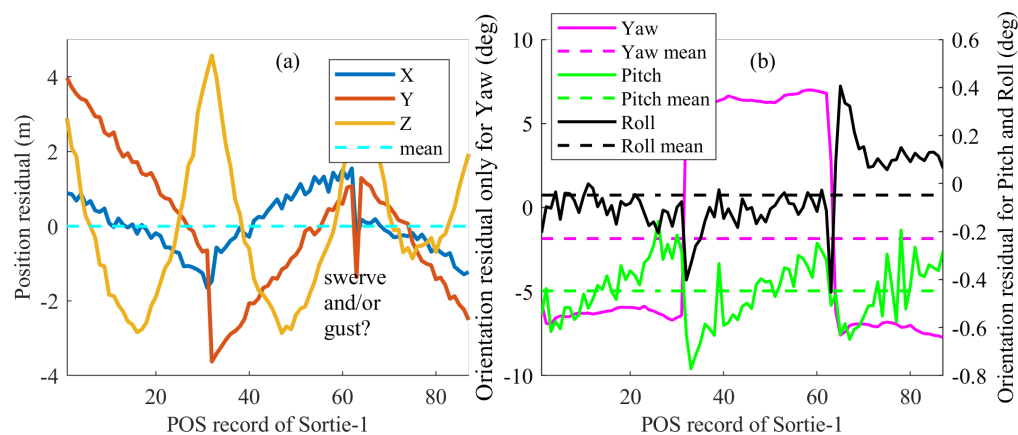 (a)
X
Y
Z
mean
4
2
0
-2
-4
Position residual (m)
swerve
and/or
gust?
20
40
60
80
POS record of Sortie-1
(b)
Yaw
Yaw mean
Pitch
Pitch mean
Roll
Roll mean
10
5
0
-5
-10
Orientation residual only for Yaw (deg)
0.6
0.4
0.2
0
-0.2
-0.4
-0.6
-0.8
Orientation residual for Pitch and Roll (deg)
20
40
60
80
POS record of Sortie-1